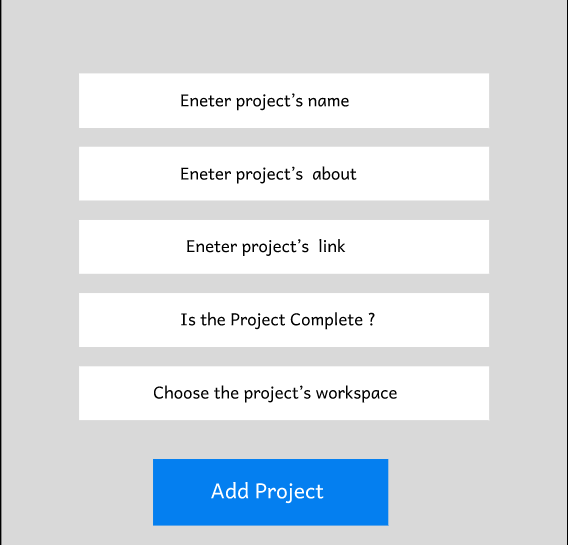 Eneter project's name
Eneter project's  about
Eneter project's  link
Is the Project Complete ?
Choose the project's workspace
Add Project